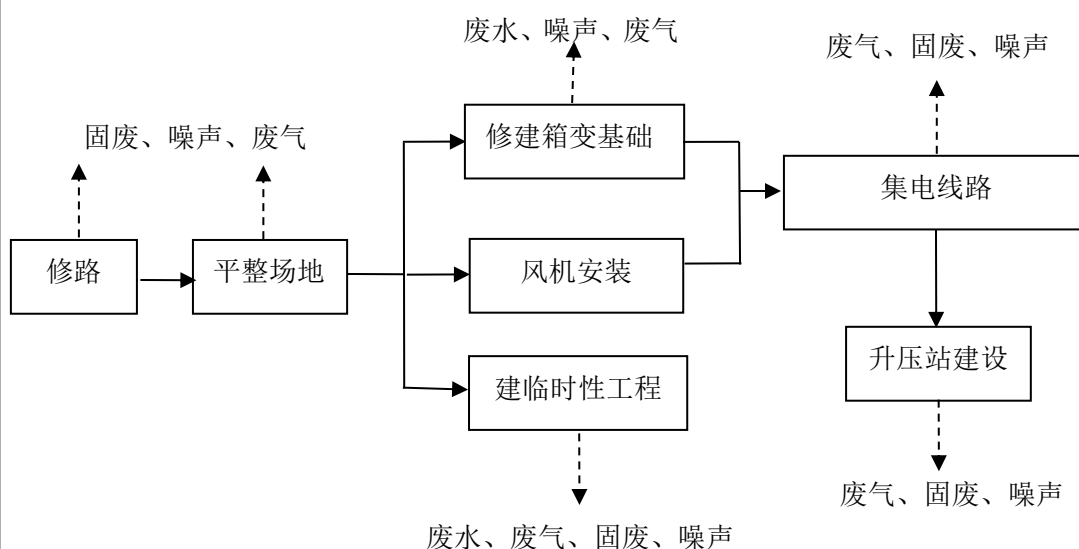 废水、噪声、废气
废气、固废、噪声
固废、噪声、废气
修建箱变基础
集电线路
修路
平整场地
风机安装
升压站建设
建临时性工程
废气、固废、噪声
废水、废气、固废、噪声